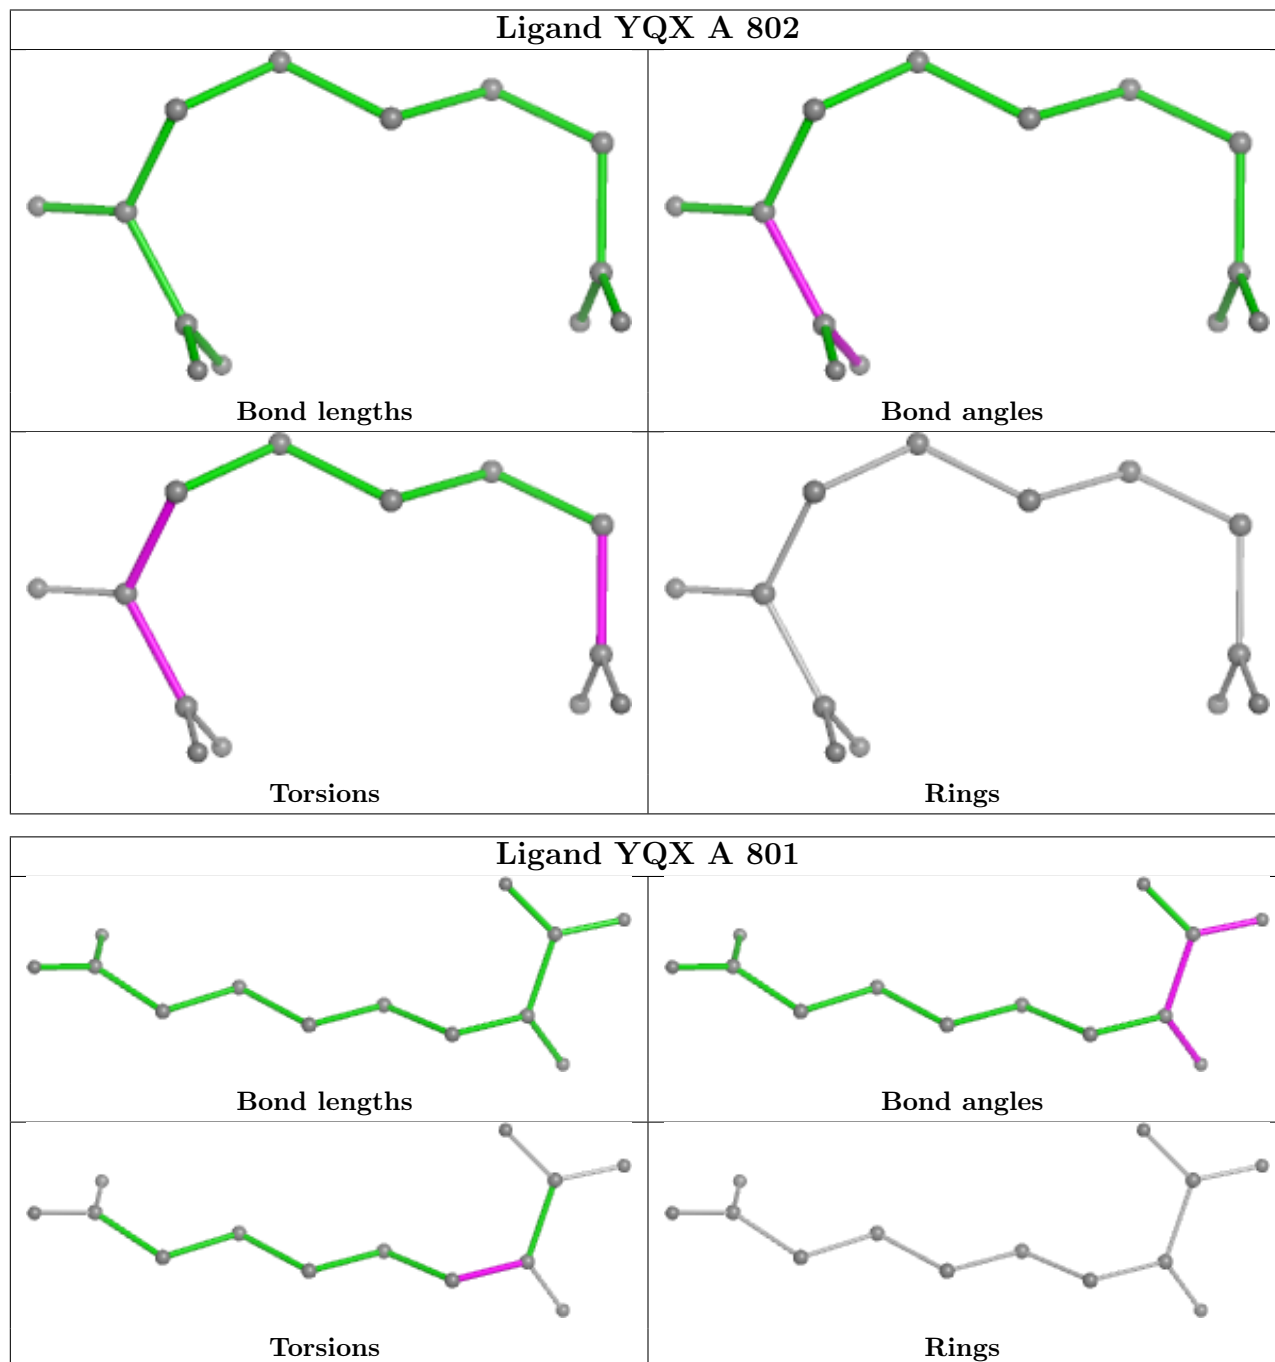 Ligand YQX A 802
Bond lengths
Bond angles
Torsions
Rings
Ligand YQX A 801
Bond lengths
Bond angles
Torsions
Rings